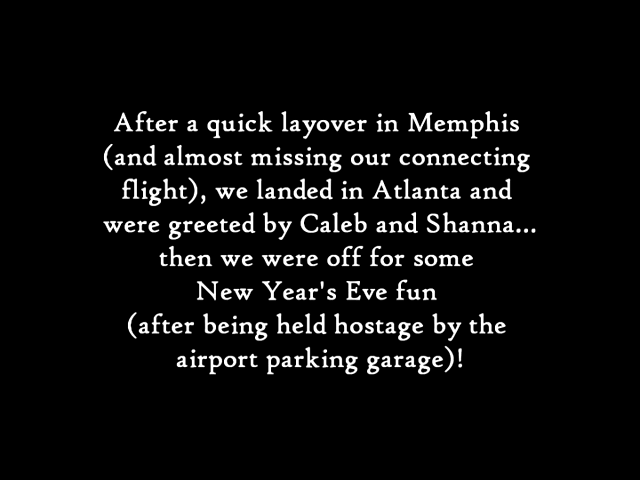 After a quick layover in Memphis
(and almost missing our connecting
flight), we landed in Atlanta and
were greeted by Caleb and Shanna...
then we were off for some
New Year's Eve fun
(after being held hostage by the
airport parking garage)!